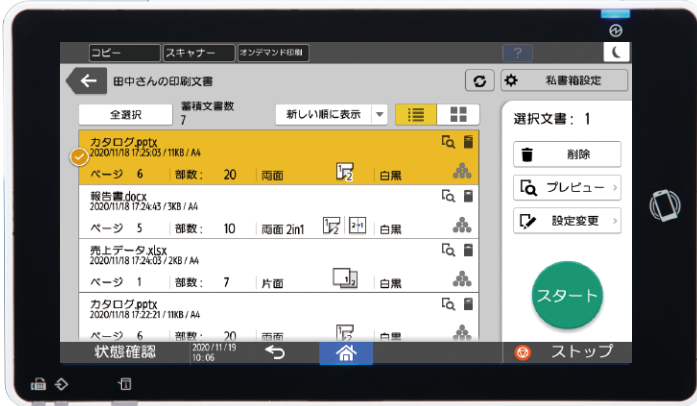 コピー
スキャナー
オンデマンド印刷
?
田中さんの印刷文書
私書箱設定
全選択
蓄積文書数
7
新しい順に表示
選択文書: 1
カタログ.pptx
2020/11/18 17:25:03 / 11KB / A4
ページ 6 部数: 20 両面 白黒
報告書.docx
2020/11/18 17:24:43 / 7KB / A4
ページ 5 部数: 10 両面 2in1 白黒
売上データ.xlsx
2020/11/18 17:24:03 / 3KB / A4
ページ 1 部数: 7 片面 白黒
カタログ.pptx
2020/11/18 17:22:21 / 11KB / A4
ページ 6 部数: 20 両面 白黒
削除
プレビュー
設定変更
スタート
状態確認
2020/11/19
10:06
ストップ